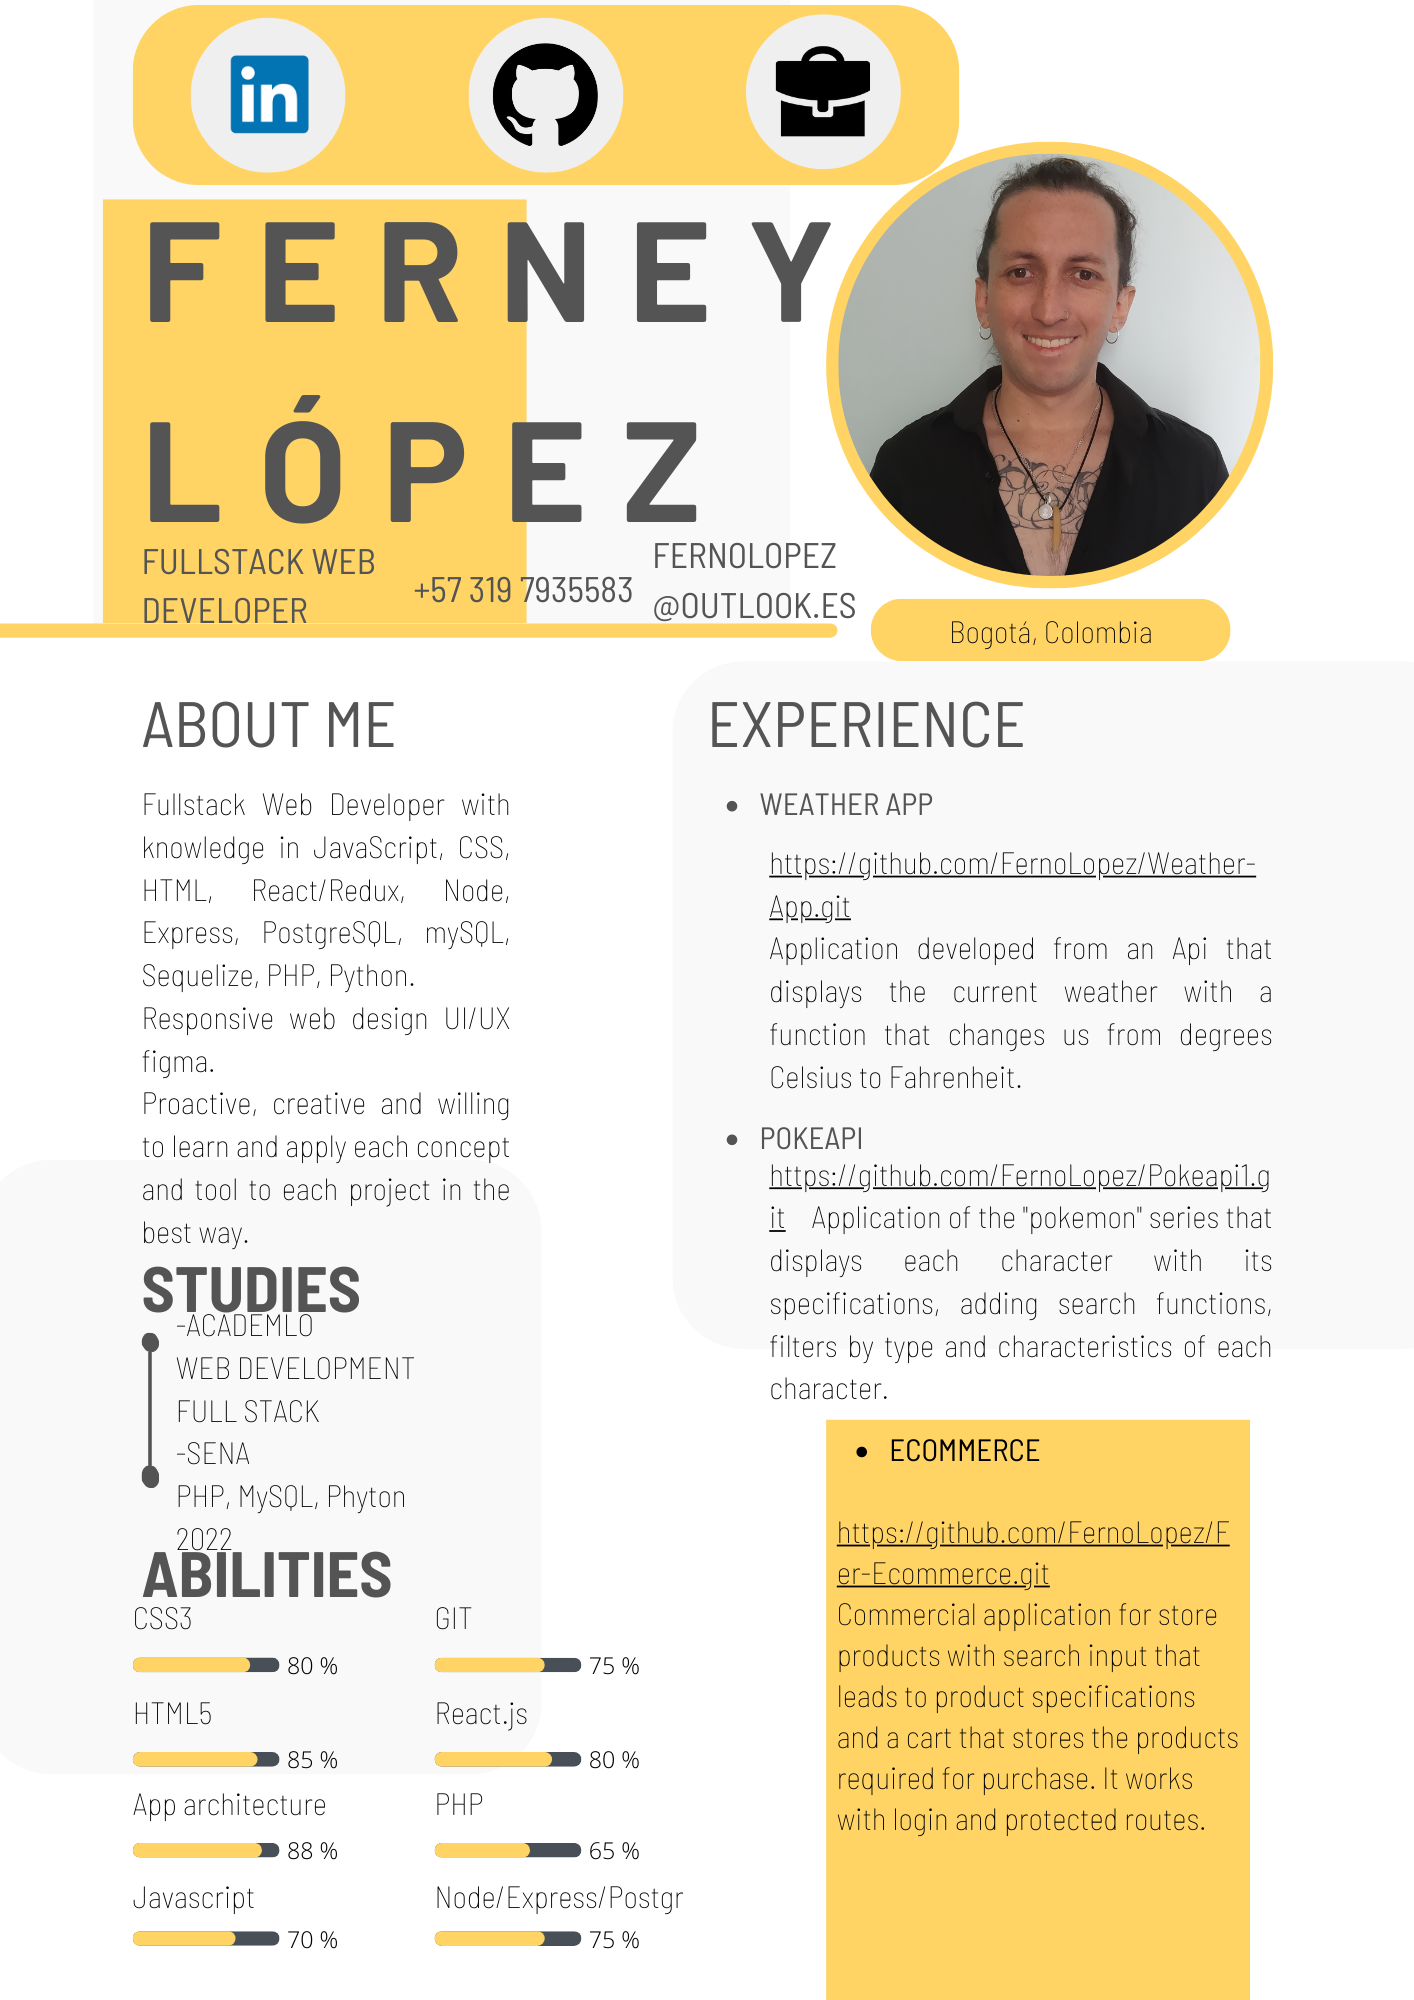 in
FERNEY
LÓPEZ
FULLSTACK WEB
DEVELOPER
+57 319 7935583
FERNOLOPEZ
@OUTLOOK.ES
Bogotá, Colombia
ABOUT ME
Fullstack Web Developer with
knowledge in JavaScript, CSS,
HTML, React/Redux, Node,
Express, PostgreSQL, mySQL,
Sequelize, PHP, Python.
Responsive web design UI/UX
figma.
Proactive, creative and willing
to learn and apply each concept
and tool to each project in the
best way.
STUDIES
-ACADEMLO
WEB DEVELOPMENT
FULL STACK
-SENA
PHP, MySQL, Phyton
2022
ABILITIES
CSS3
80 %
HTML5
85 %
App architecture
88 %
Javascript
70 %
GIT
75 %
React.js
80 %
PHP
65 %
Node/Express/Postgr
75 %
EXPERIENCE
• WEATHER APP
https://github.com/FernoLopez/Weather-
App.git
Application developed from an Api that
displays the current weather with a
function that changes us from degrees
Celsius to Fahrenheit.
• POKEAPI
https://github.com/FernoLopez/Pokeapi1.g
it Application of the "pokemon" series that
displays each character with its
specifications, adding search functions,
filters by type and characteristics of each
character.
• ECOMMERCE
https://github.com/FernoLopez/F
er-Ecommerce.git
Commercial application for store
products with search input that
leads to product specifications
and a cart that stores the products
required for purchase. It works
with login and protected routes.